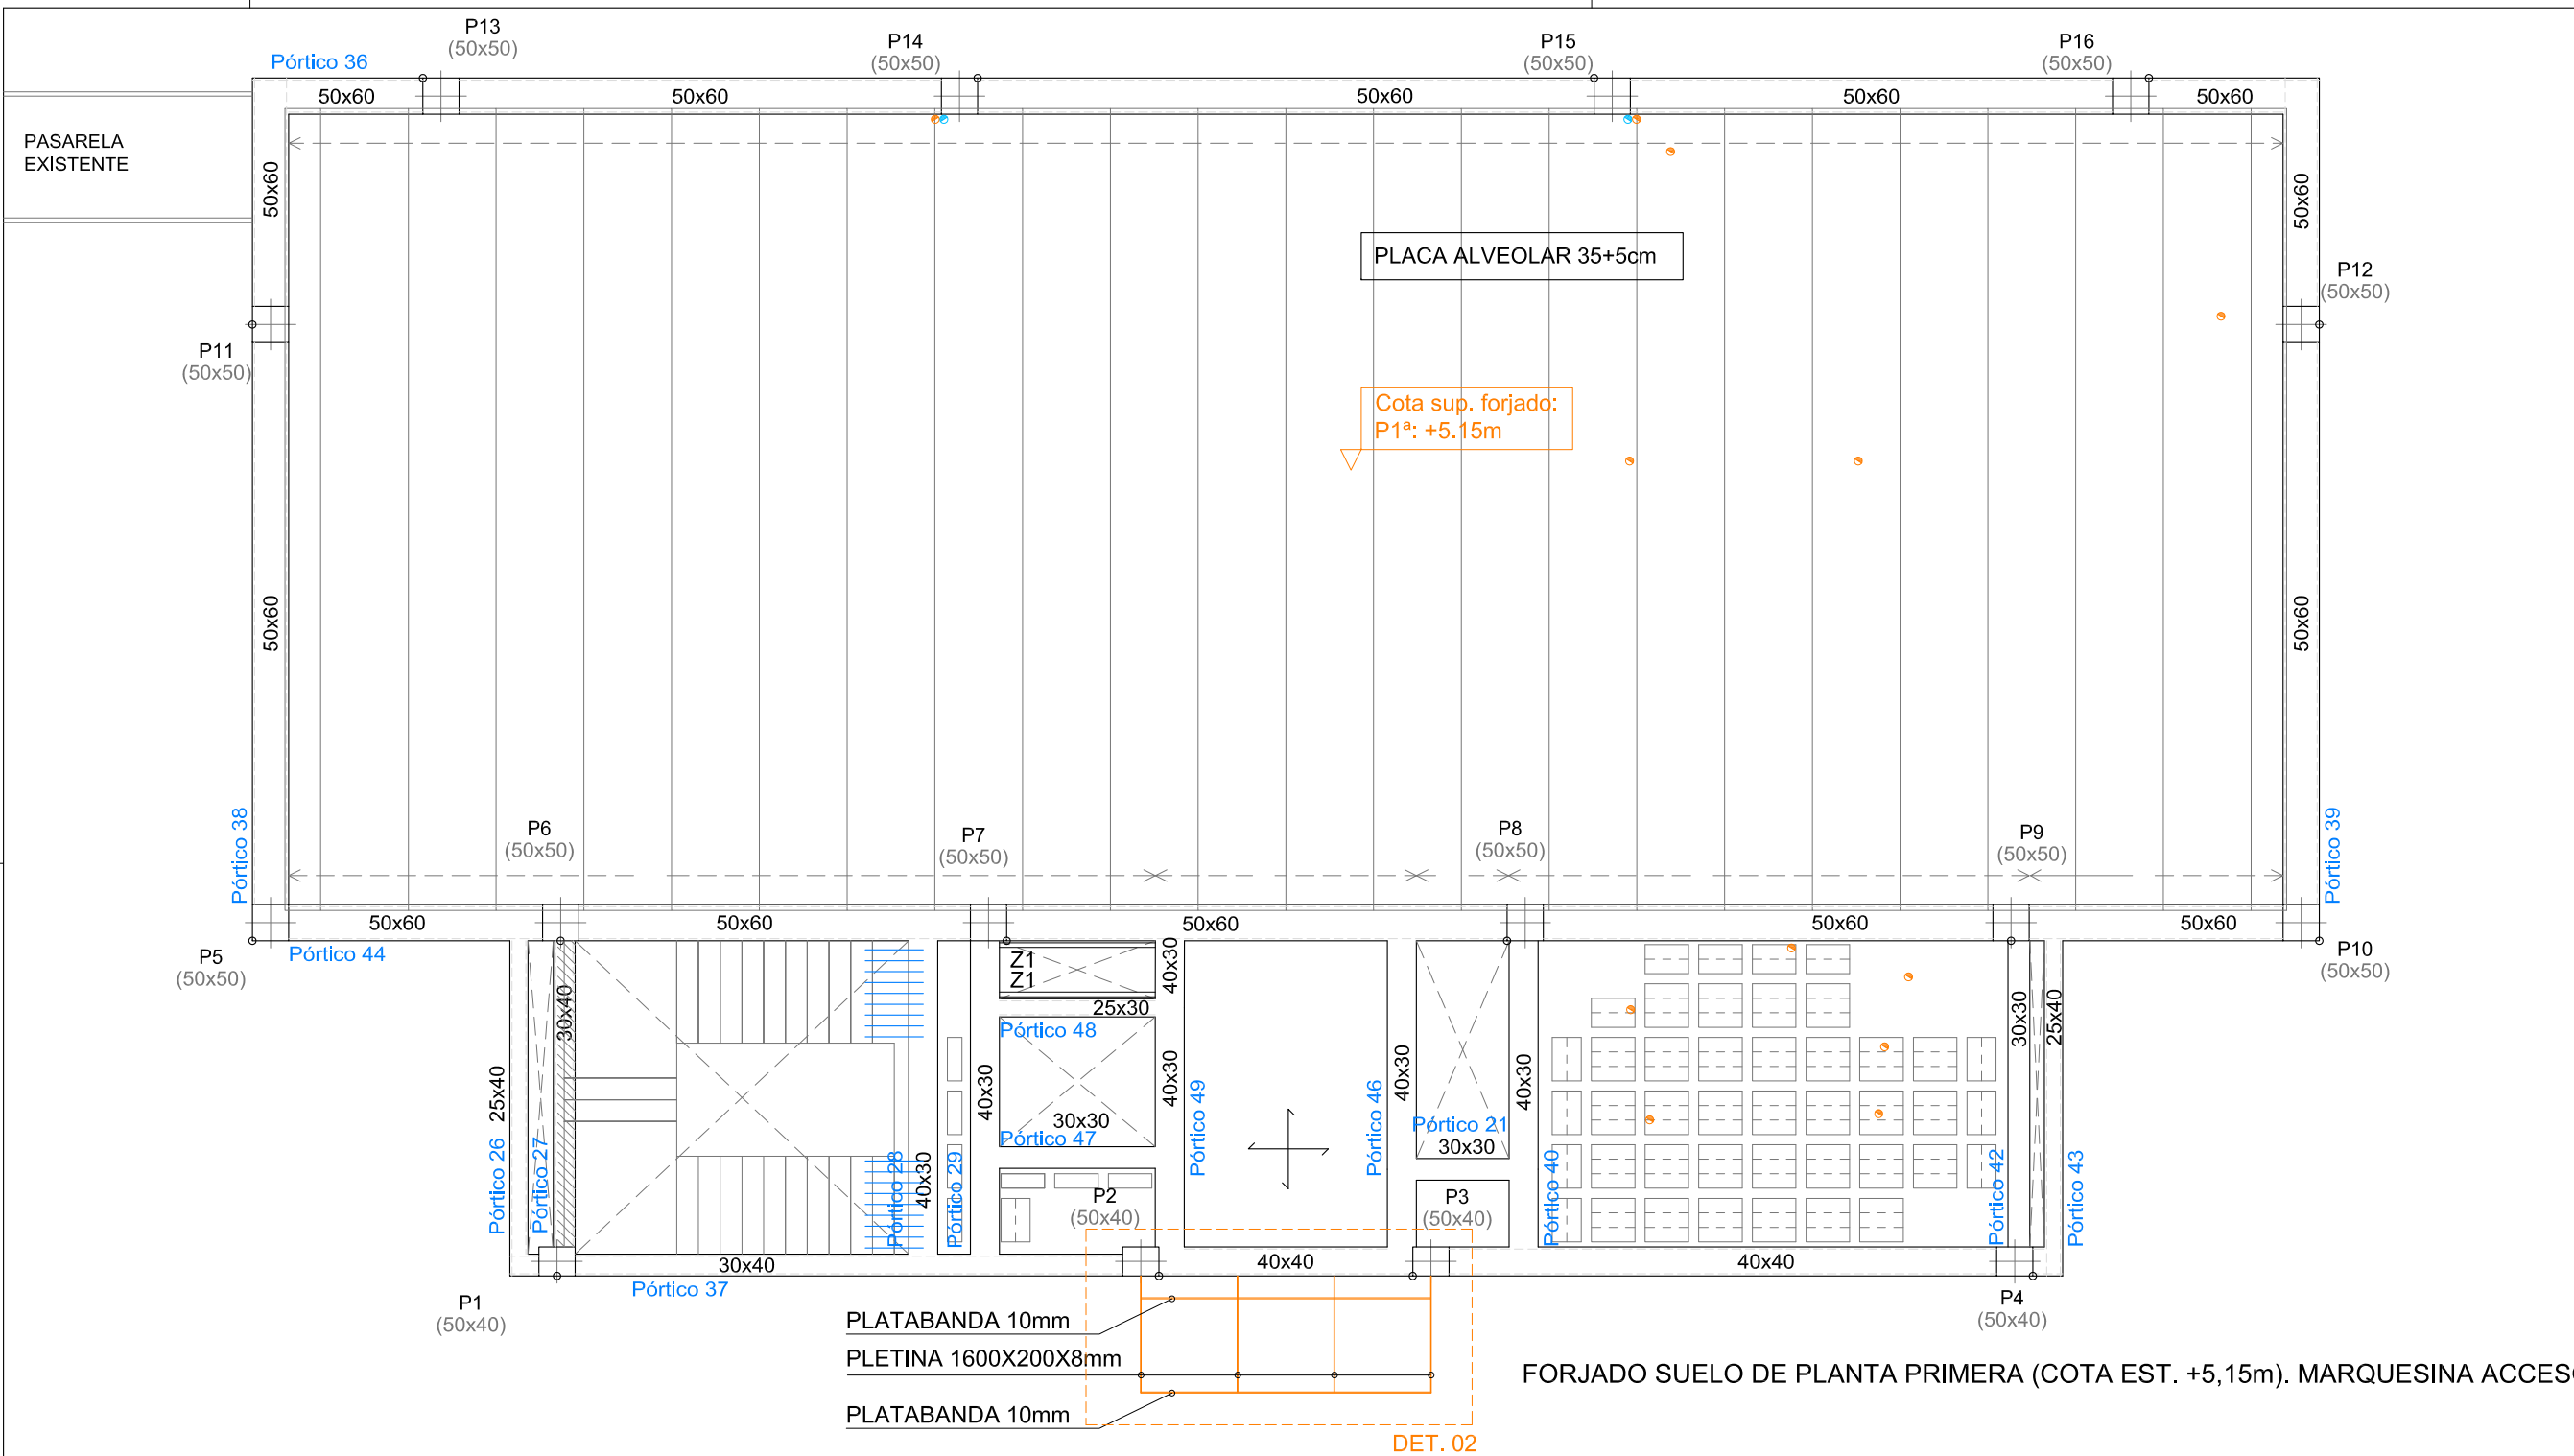 P13
(50x50)
P14
(50x50)
P15
(50x50)
P16
(50x50)
Pórtico 36
50x60
50x60
50x60
50x60
50x60
PASARELA
EXISTENTE
50x60
50x60
PLACA ALVEOLAR 35+5cm
P12
(50x50)
P11
(50x50)
Cota sup. forjado:
P1ª: +5.15m
50x60
50x60
Pórtico 38
Pórtico 39
P6
(50x50)
P7
(50x50)
P8
(50x50)
P9
(50x50)
50x60
50x60
50x60
50x60
50x60
P5
(50x50)
Pórtico 44
P10
(50x50)
Z1
Z1
40x30
25x30
Pórtico 48
30x40
30x30
25x40
25x40
40x30
40x30
40x30
40x30
30x30
Pórtico 47
Pórtico 49
Pórtico 46
Pórtico 21
30x30
Pórtico 26
Pórtico 27
Pórtico 28
40x30
Pórtico 29
Pórtico 40
Pórtico 42
Pórtico 43
P2
(50x40)
P3
(50x40)
30x40
40x40
40x40
Pórtico 37
P1
(50x40)
P4
(50x40)
PLATABANDA 10mm
PLETINA 1600X200X8mm
PLATABANDA 10mm
FORJADO SUELO DE PLANTA PRIMERA (COTA EST. +5,15m). MARQUESINA ACCES
DET. 02